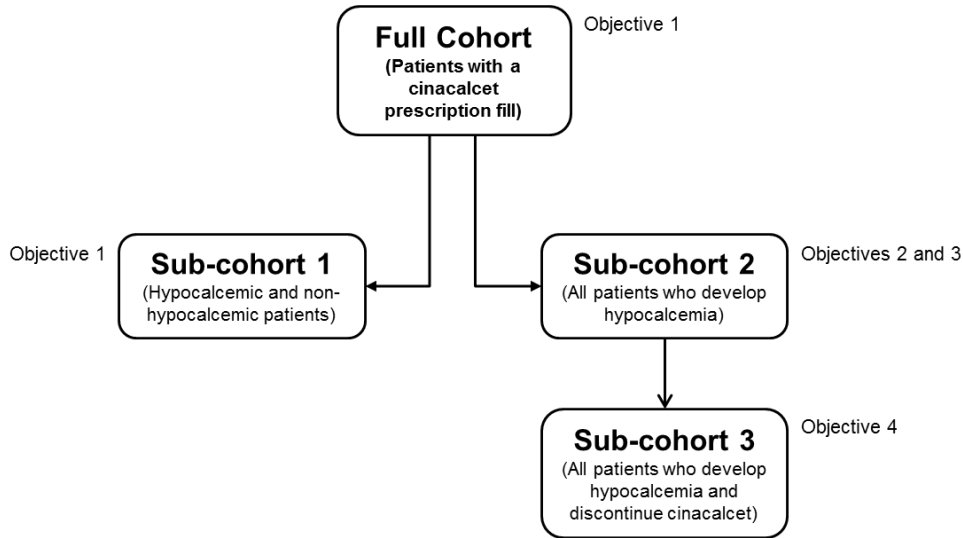 Full Cohort
(Patients with a
cinacalcet
prescription fill)
Objective 1
Objective 1
Sub-cohort 1
(Hypocalcemic and non-
hypocalcemic patients)
Sub-cohort 2
(All patients who develop
hypocalcemia)
Objectives 2 and 3
Sub-cohort 3
(All patients who develop
hypocalcemia and
discontinue cinacalcet)
Objective 4